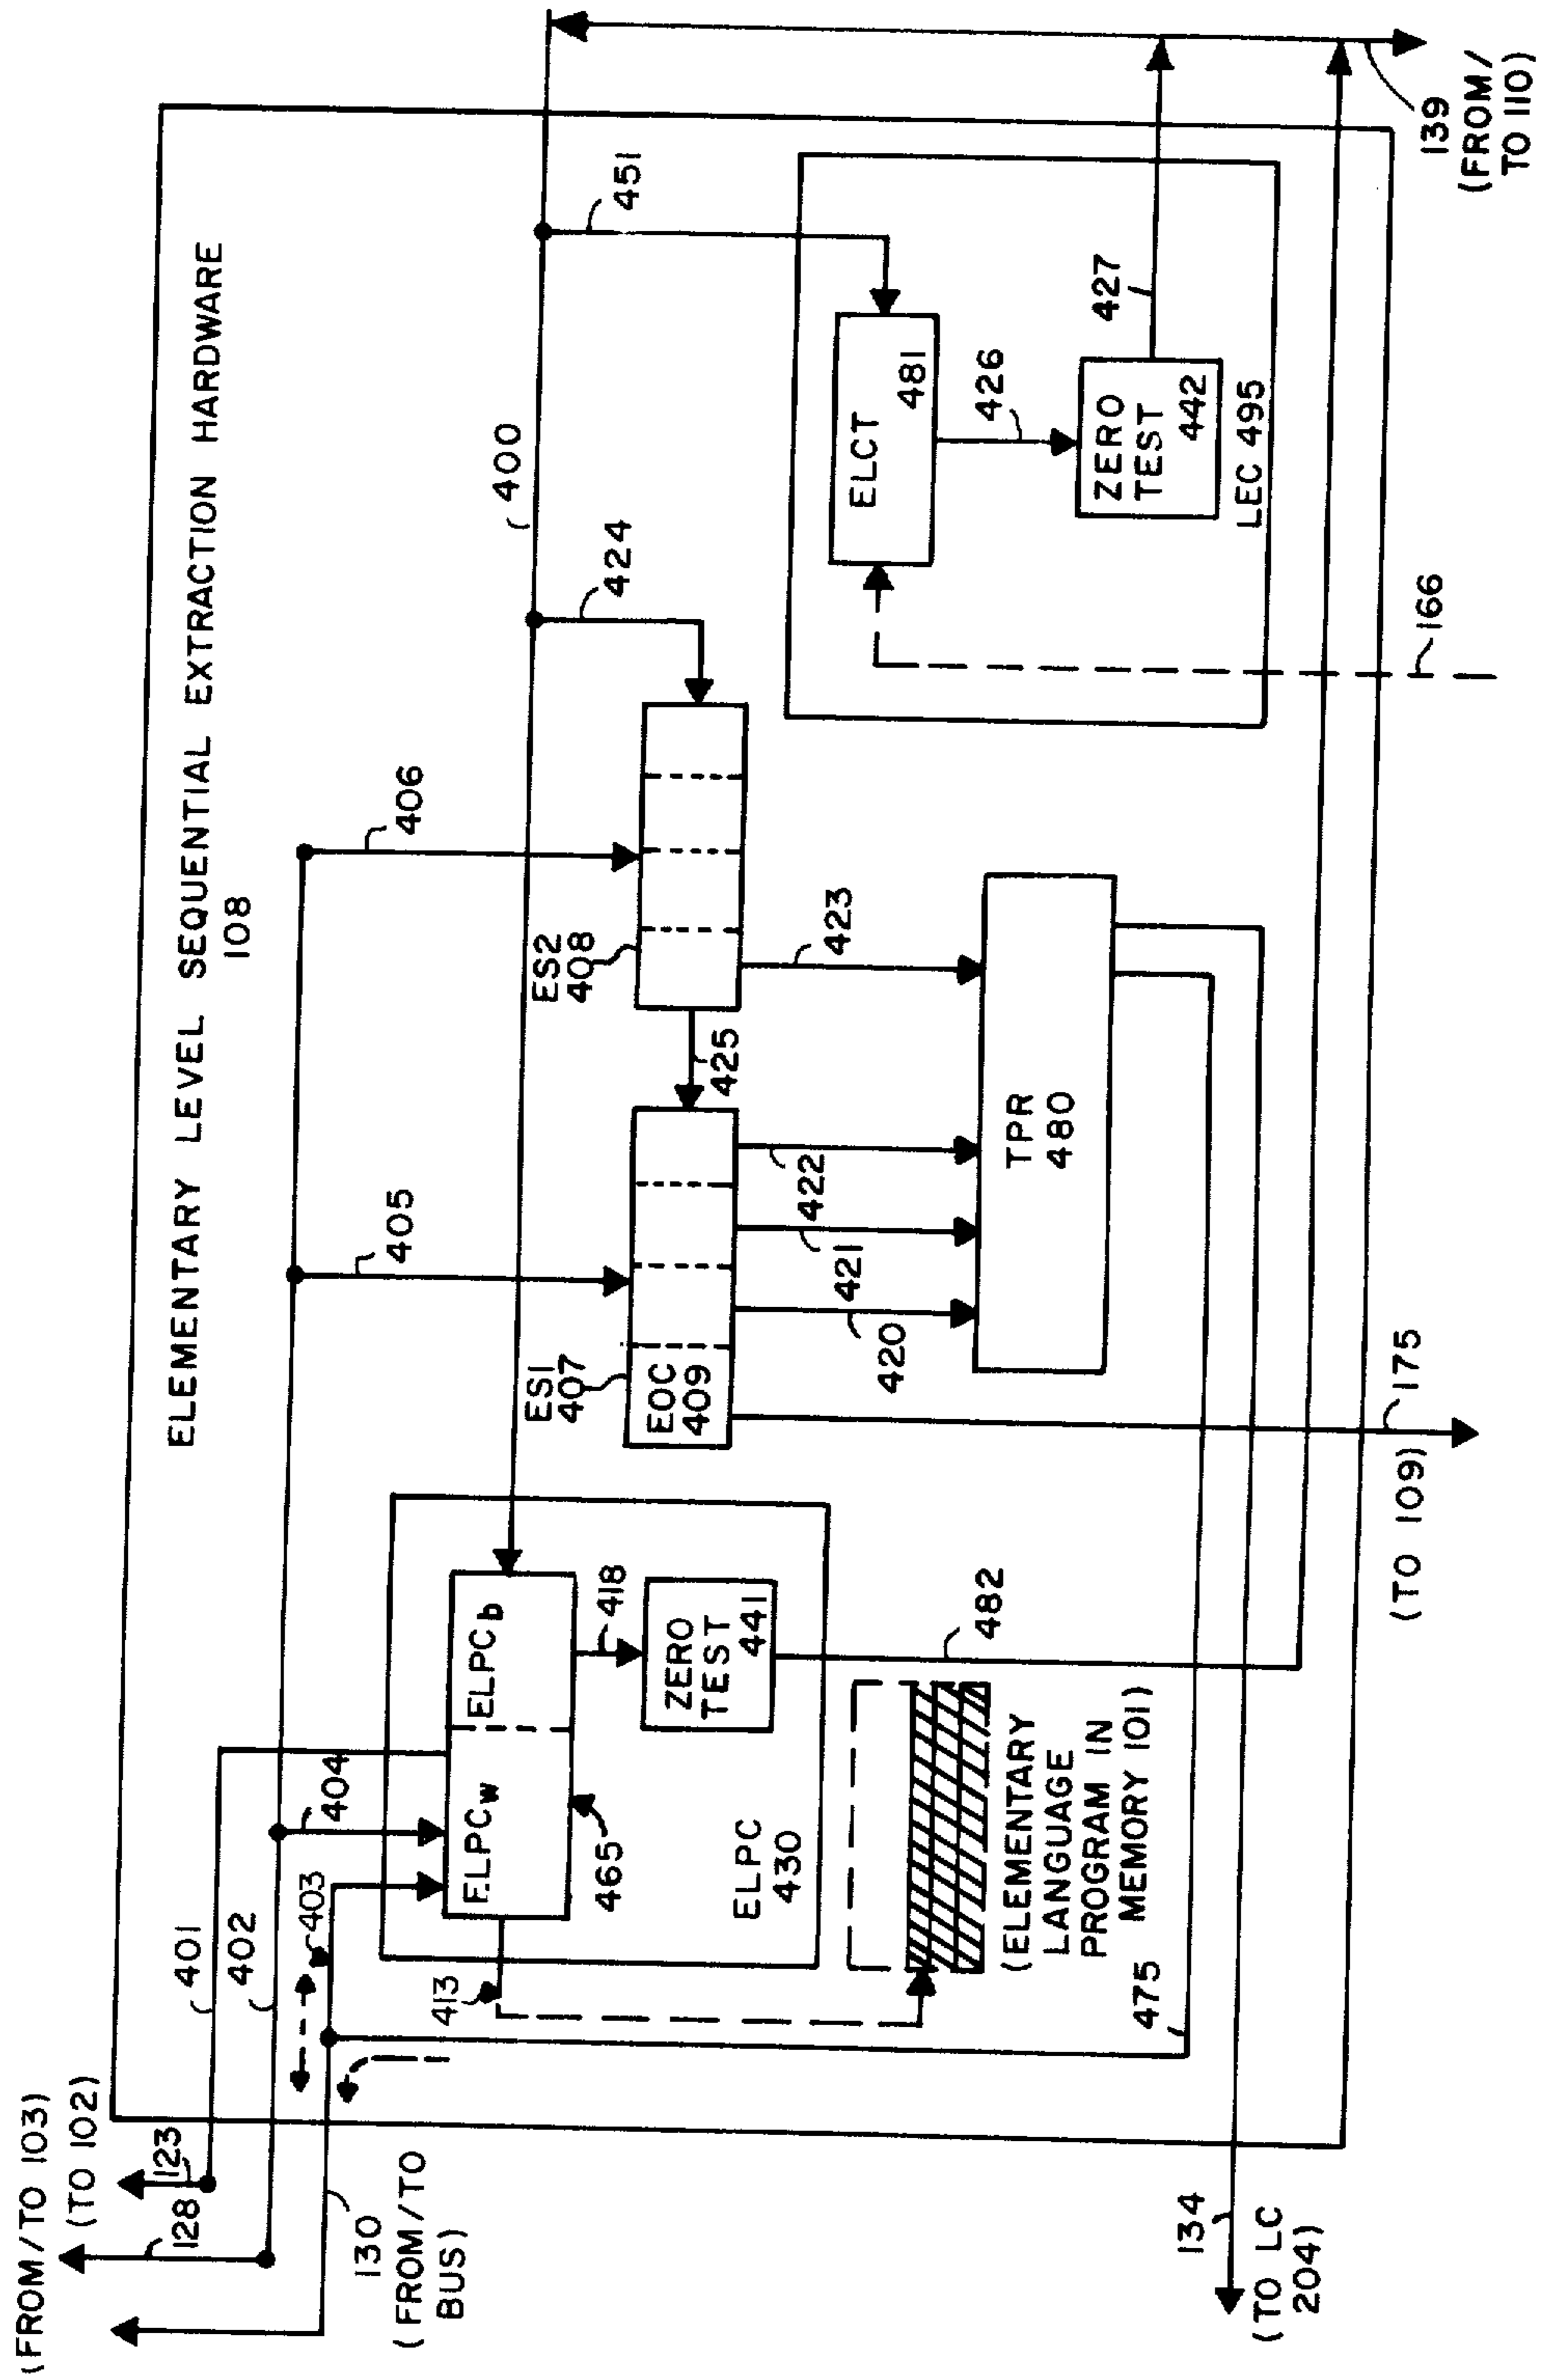 ELEMENTARY LEVEL SEQUENTIAL EXTRACTION HARDWARE
108
(FROM/TO 103)
(TO 102)
123
128
130
(FROM/TO
BUS)
401
402
403
404
405
406
400
424
451
413
ELPCw
ELPCb
465
418
ZERO
TEST
441
ELPC
430
482
(ELEMENTARY
LANGUAGE
PROGRAM IN
MEMORY 101)
475
ES1
407
EOC
409
425
ES2
408
420
421
422
423
TPR
480
ELCT
481
426
ZERO
TEST
442
LEC 495
427
166
139
(FROM/
TO 110)
175
(TO 109)
134
(TO LC
204)